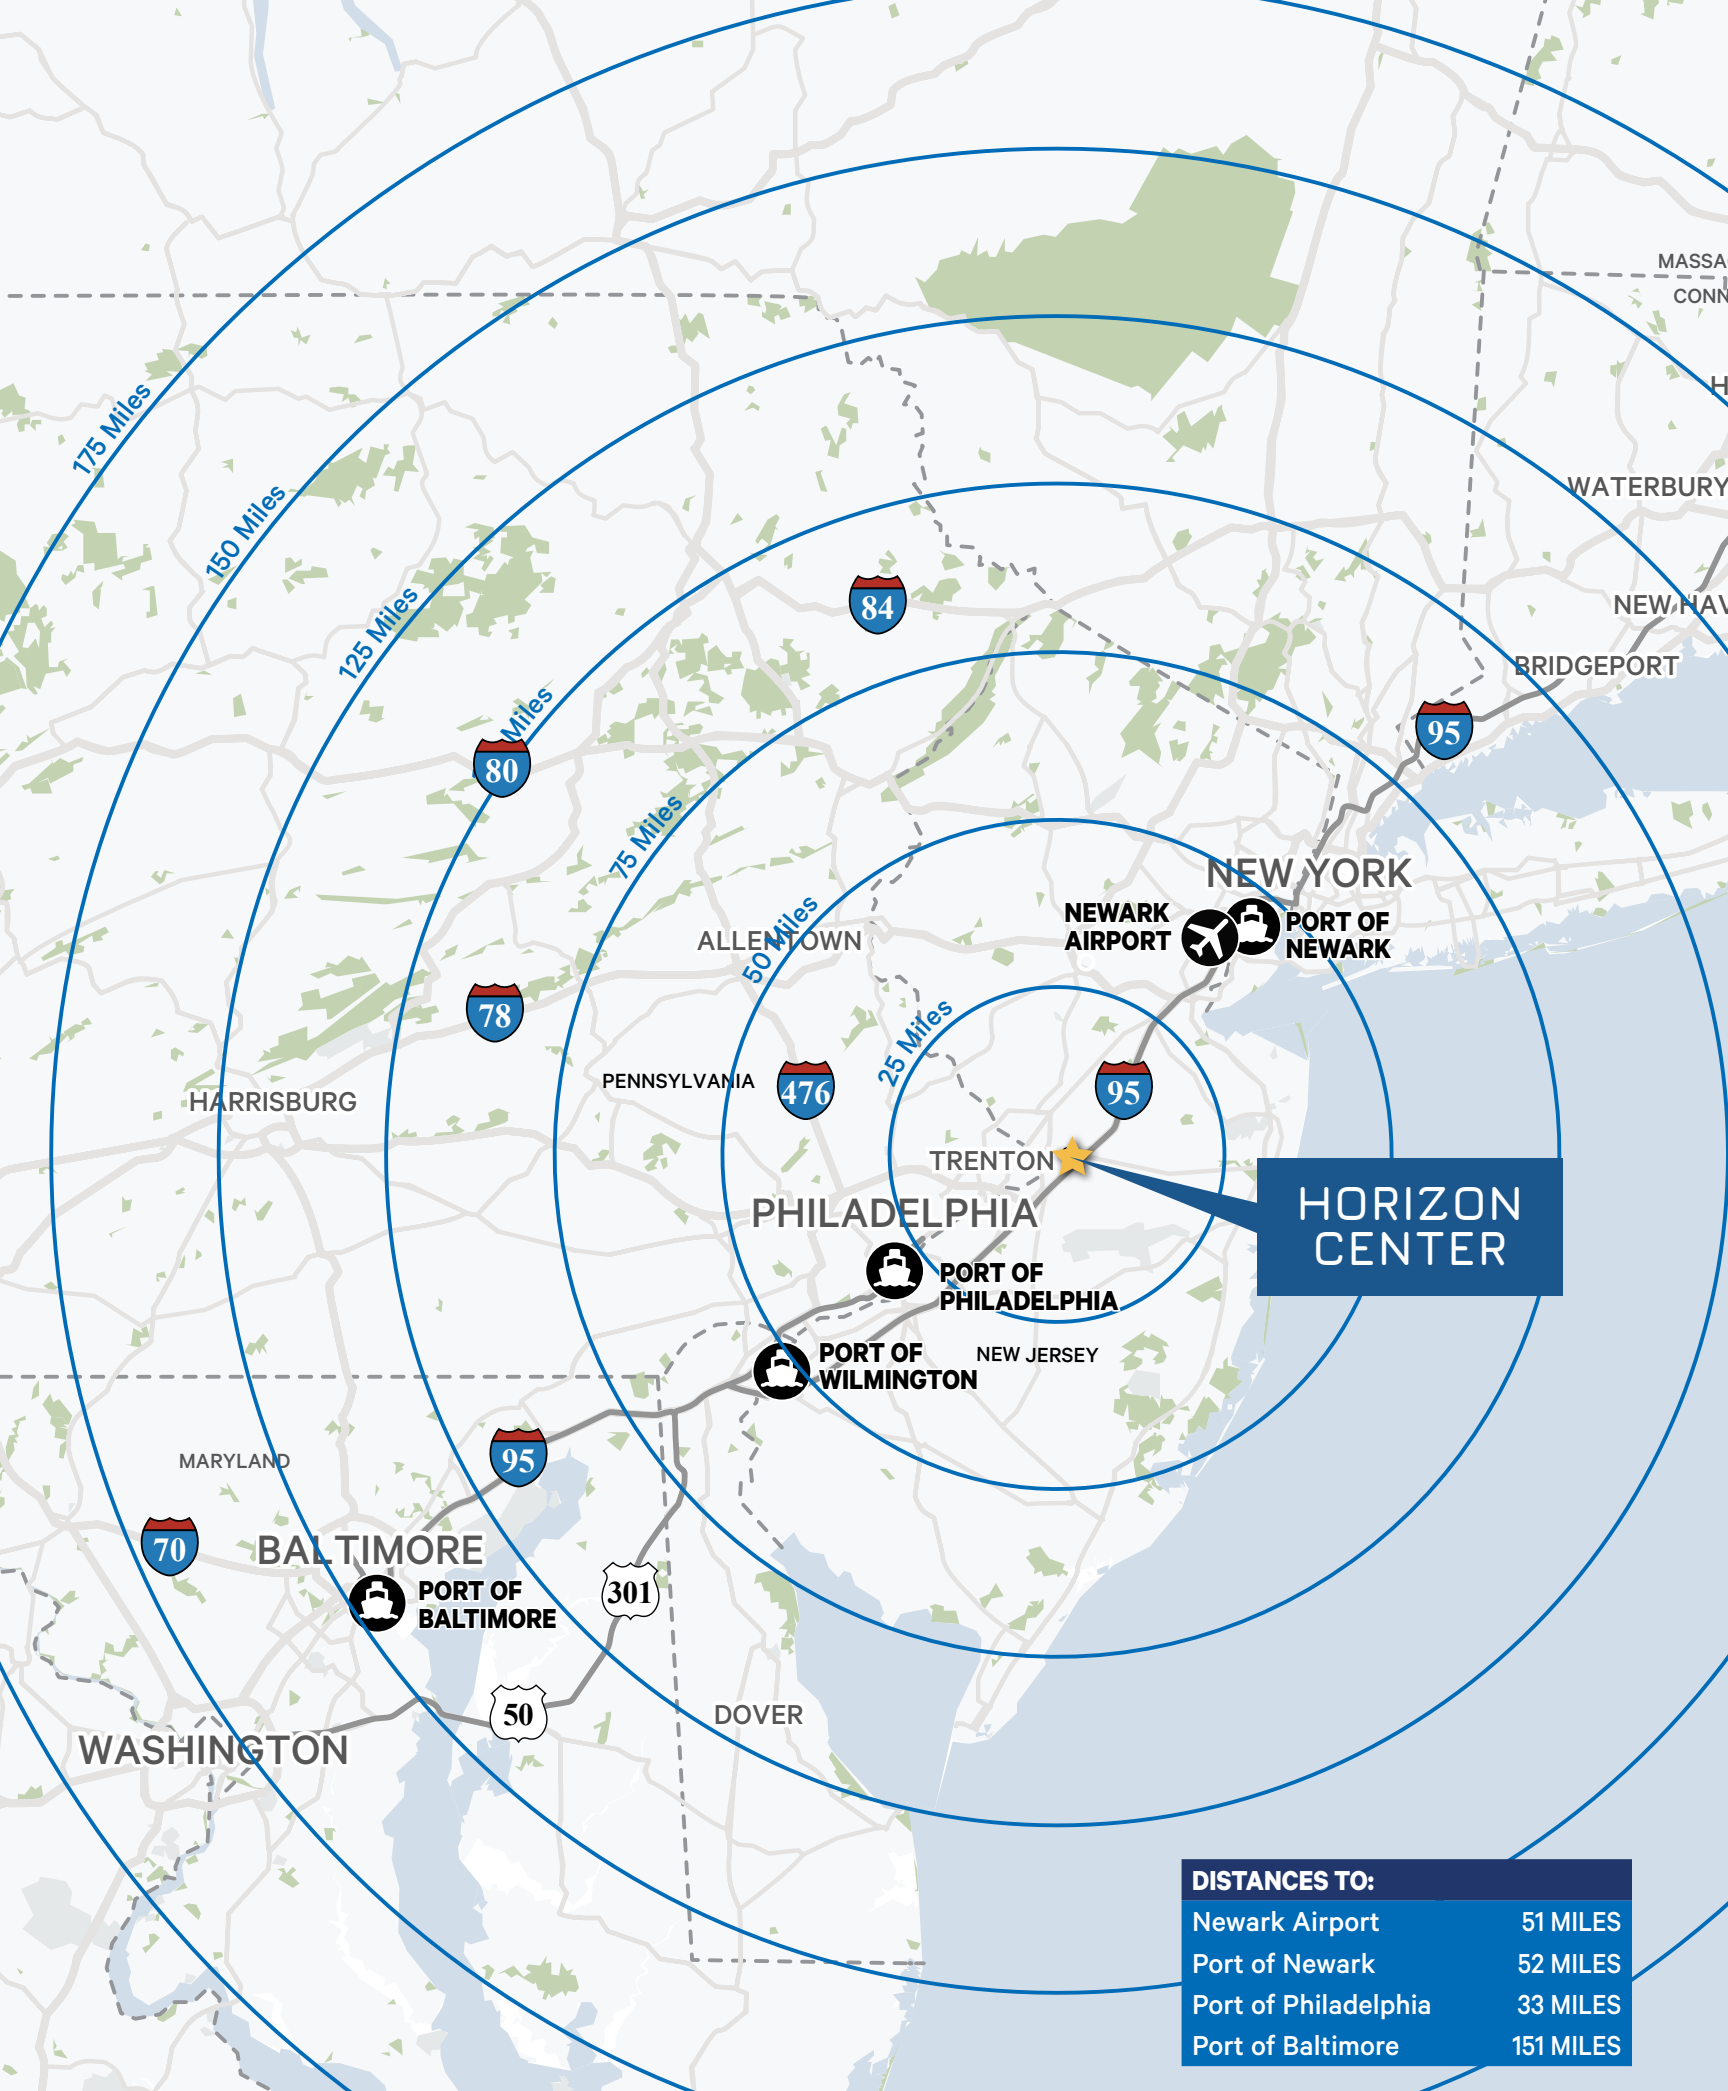 MASSA
CONN
H
175 Miles
WATERBURY
150 Miles
84
NEW HAV
125 Miles
BRIDGEPORT
Miles
95
80
75 Miles
NEW YORK
50 Miles
NEWARK
AIRPORT
PORT OF
NEWARK
ALLENTOWN
78
25 Miles
PENNSYLVANIA
476
95
HARRISBURG
TRENTON
HORIZON
CENTER
PHILADELPHIA
PORT OF
PHILADELPHIA
PORT OF
WILMINGTON
NEW JERSEY
95
MARYLAND
70
BALTIMORE
PORT OF
BALTIMORE
301
50
DOVER
WASHINGTON
DISTANCES TO:
Newark Airport 51 MILES
Port of Newark 52 MILES
Port of Philadelphia 33 MILES
Port of Baltimore 151 MILES